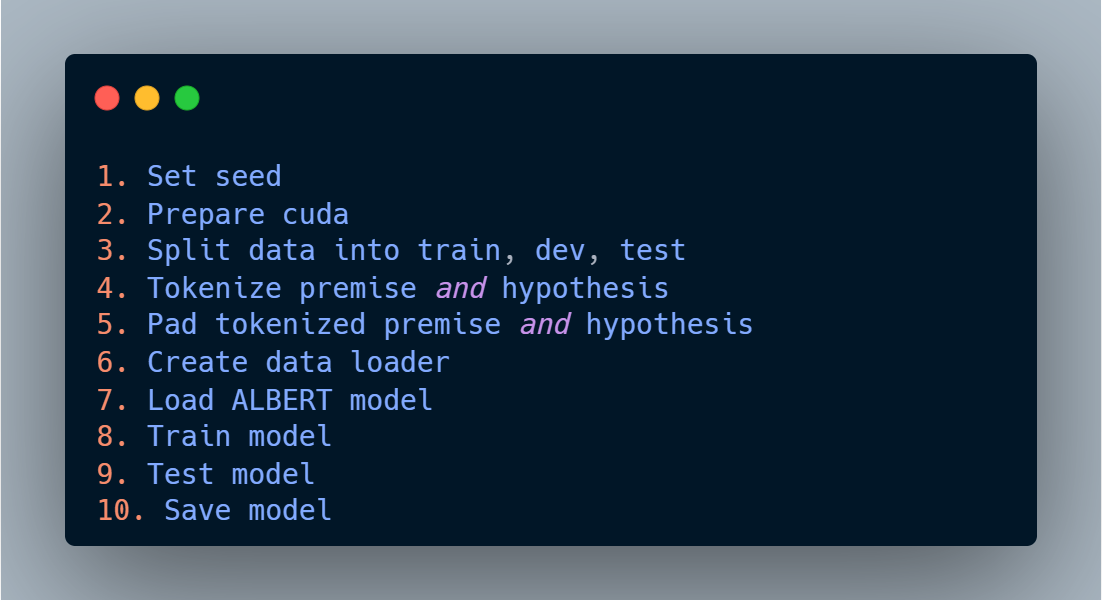 1. Set seed
2. Prepare cuda
3. Split data into train, dev, test
4. Tokenize premise and hypothesis
5. Pad tokenized premise and hypothesis
6. Create data loader
7. Load ALBERT model
8. Train model
9. Test model
10. Save model